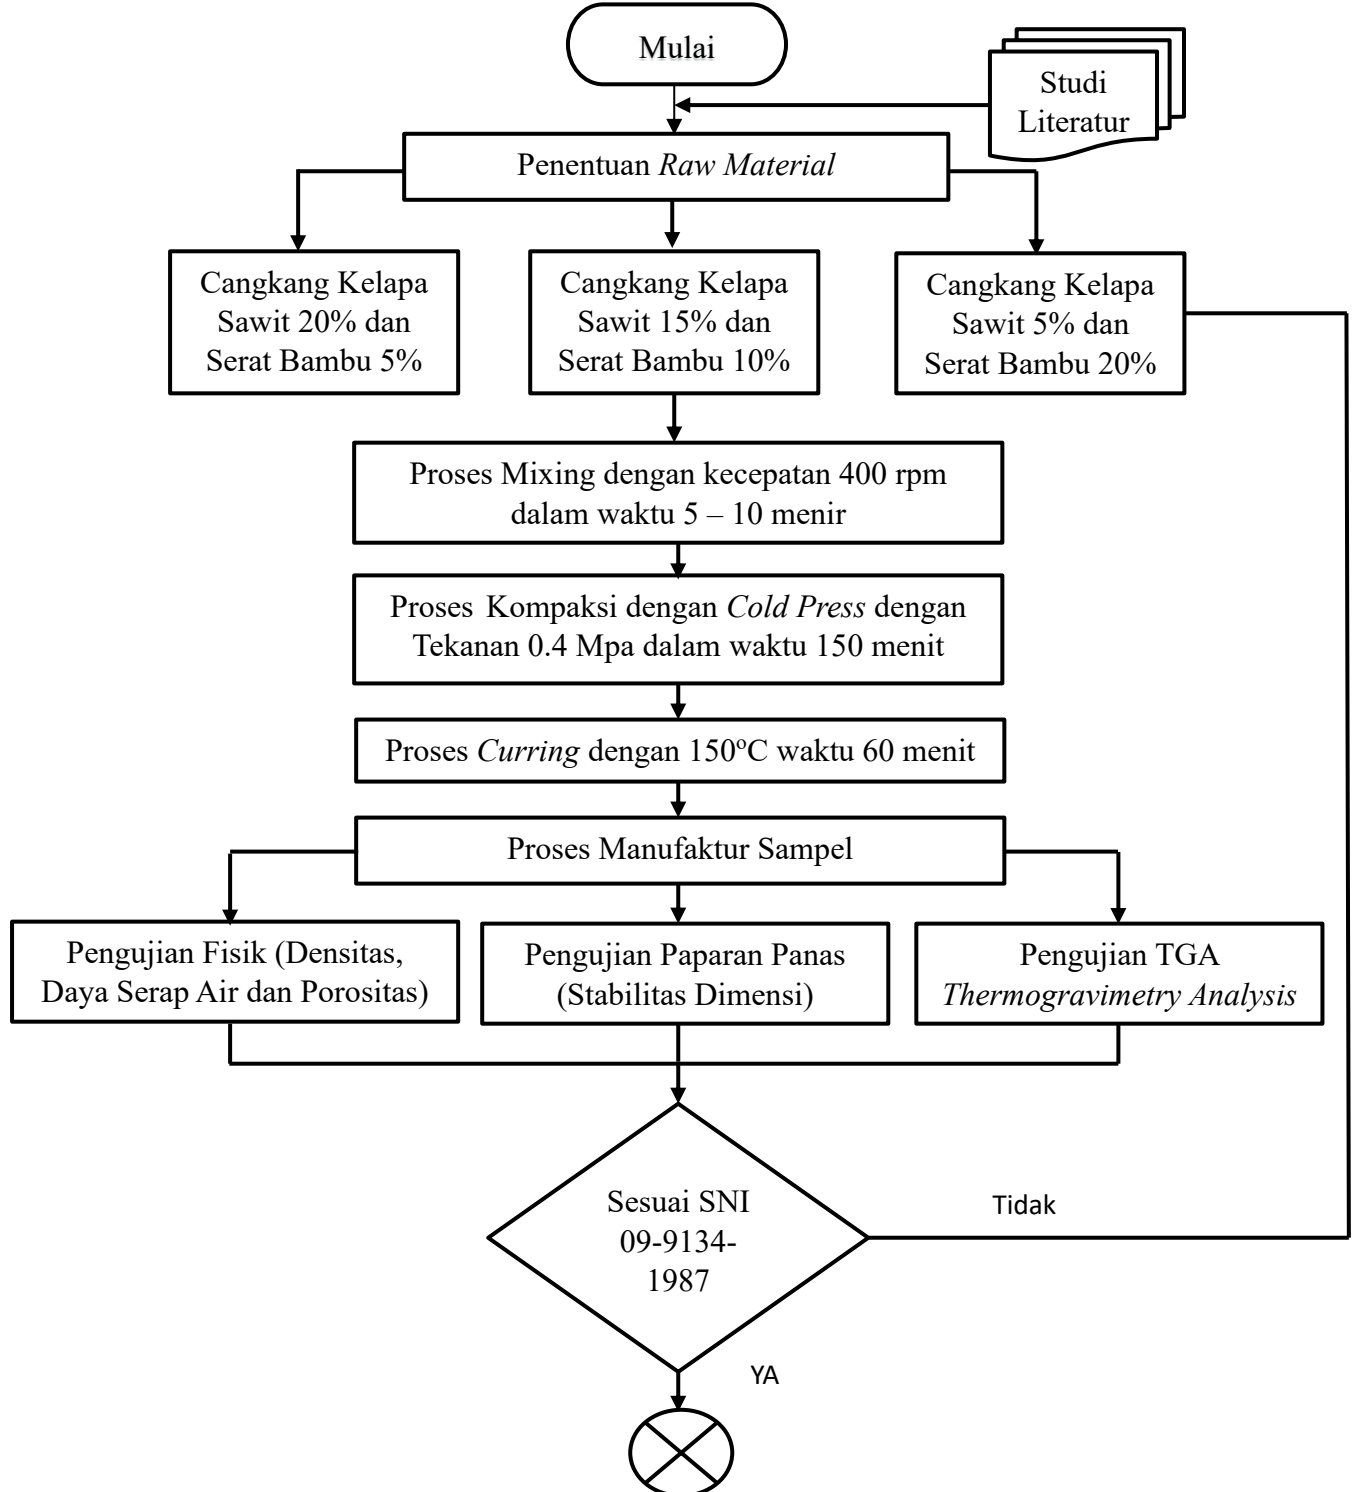 Mulai
Studi
Literatur
Penentuan Raw Material
Cangkang Kelapa
Sawit 20% dan
Serat Bambu 5%
Cangkang Kelapa
Sawit 15% dan
Serat Bambu 10%
Cangkang Kelapa
Sawit 5% dan
Serat Bambu 20%
Proses Mixing dengan kecepatan 400 rpm
dalam waktu 5 – 10 menir
Proses Kompaksi dengan Cold Press dengan
Tekanan 0.4 Mpa dalam waktu 150 menit
Proses Curring dengan 150ºC waktu 60 menit
Proses Manufaktur Sampel
Pengujian Fisik (Densitas,
Daya Serap Air dan Porositas)
Pengujian Paparan Panas
(Stabilitas Dimensi)
Pengujian TGA
Thermogravimetry Analysis
Sesuai SNI
09-9134-
1987
Tidak
YA